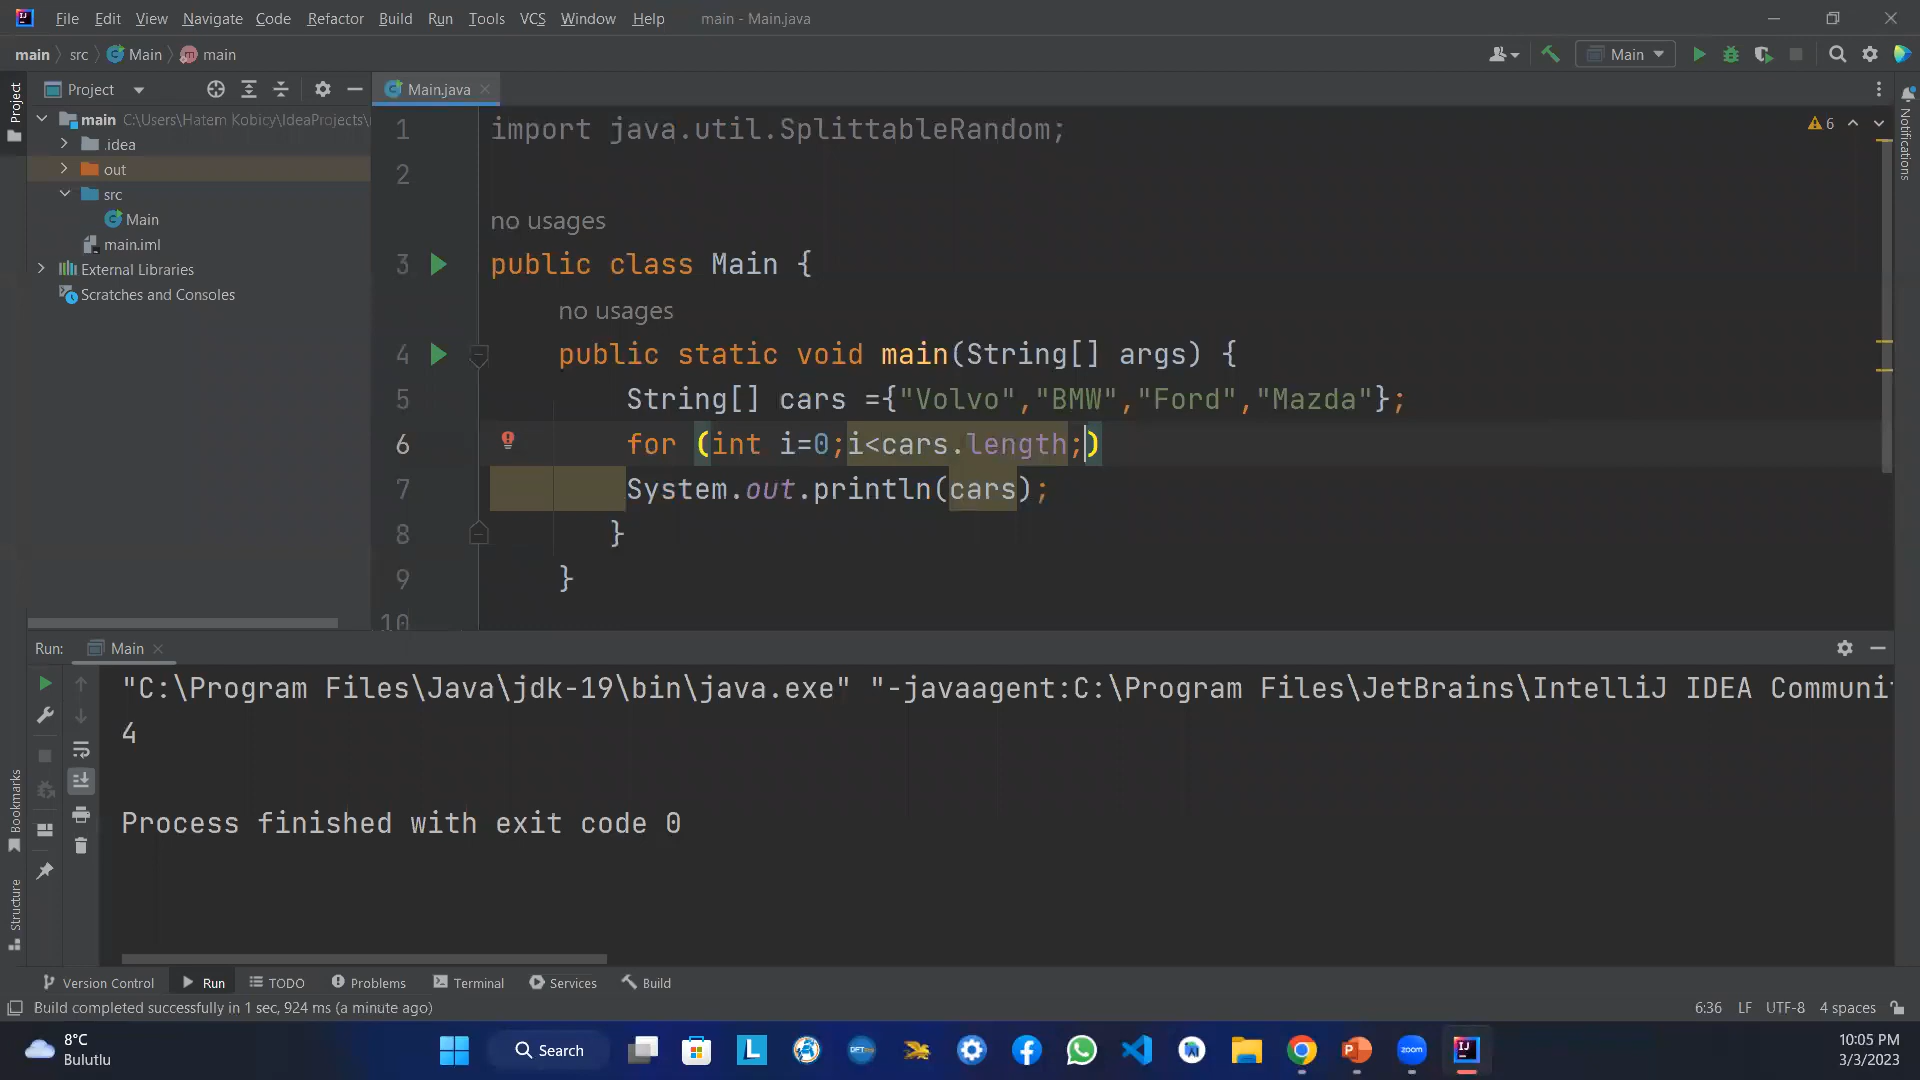 File Edit View Navigate Code Refactor Build Run Tools VCS Window Help main - Main.java
main src Main main
Main
Project
Main.java
main C:\Users\Hatem Kobicy\IdeaProjects\
.idea
out
src
Main
main.iml
External Libraries
Scratches and Consoles
Project
Bookmarks
Structure
Notifications
6
1 import java.util.SplittableRandom;
2
no usages
3 public class Main {
no usages
4 public static void main(String[] args) {
5 String[] cars ={"Volvo","BMW","Ford","Mazda"};
6 for (int i=0;i<cars.length;)
7 System.out.println(cars);
8 }
9 }
10
Run: Main
"C:\Program Files\Java\jdk-19\bin\java.exe" "-javaagent:C:\Program Files\JetBrains\IntelliJ IDEA Communi
4
Process finished with exit code 0
Version Control Run TODO Problems Terminal Services Build
Build completed successfully in 1 sec, 924 ms (a minute ago) 6:36 LF UTF-8 4 spaces
8°C
Bulutlu
Search
zoom
10:05 PM
3/3/2023